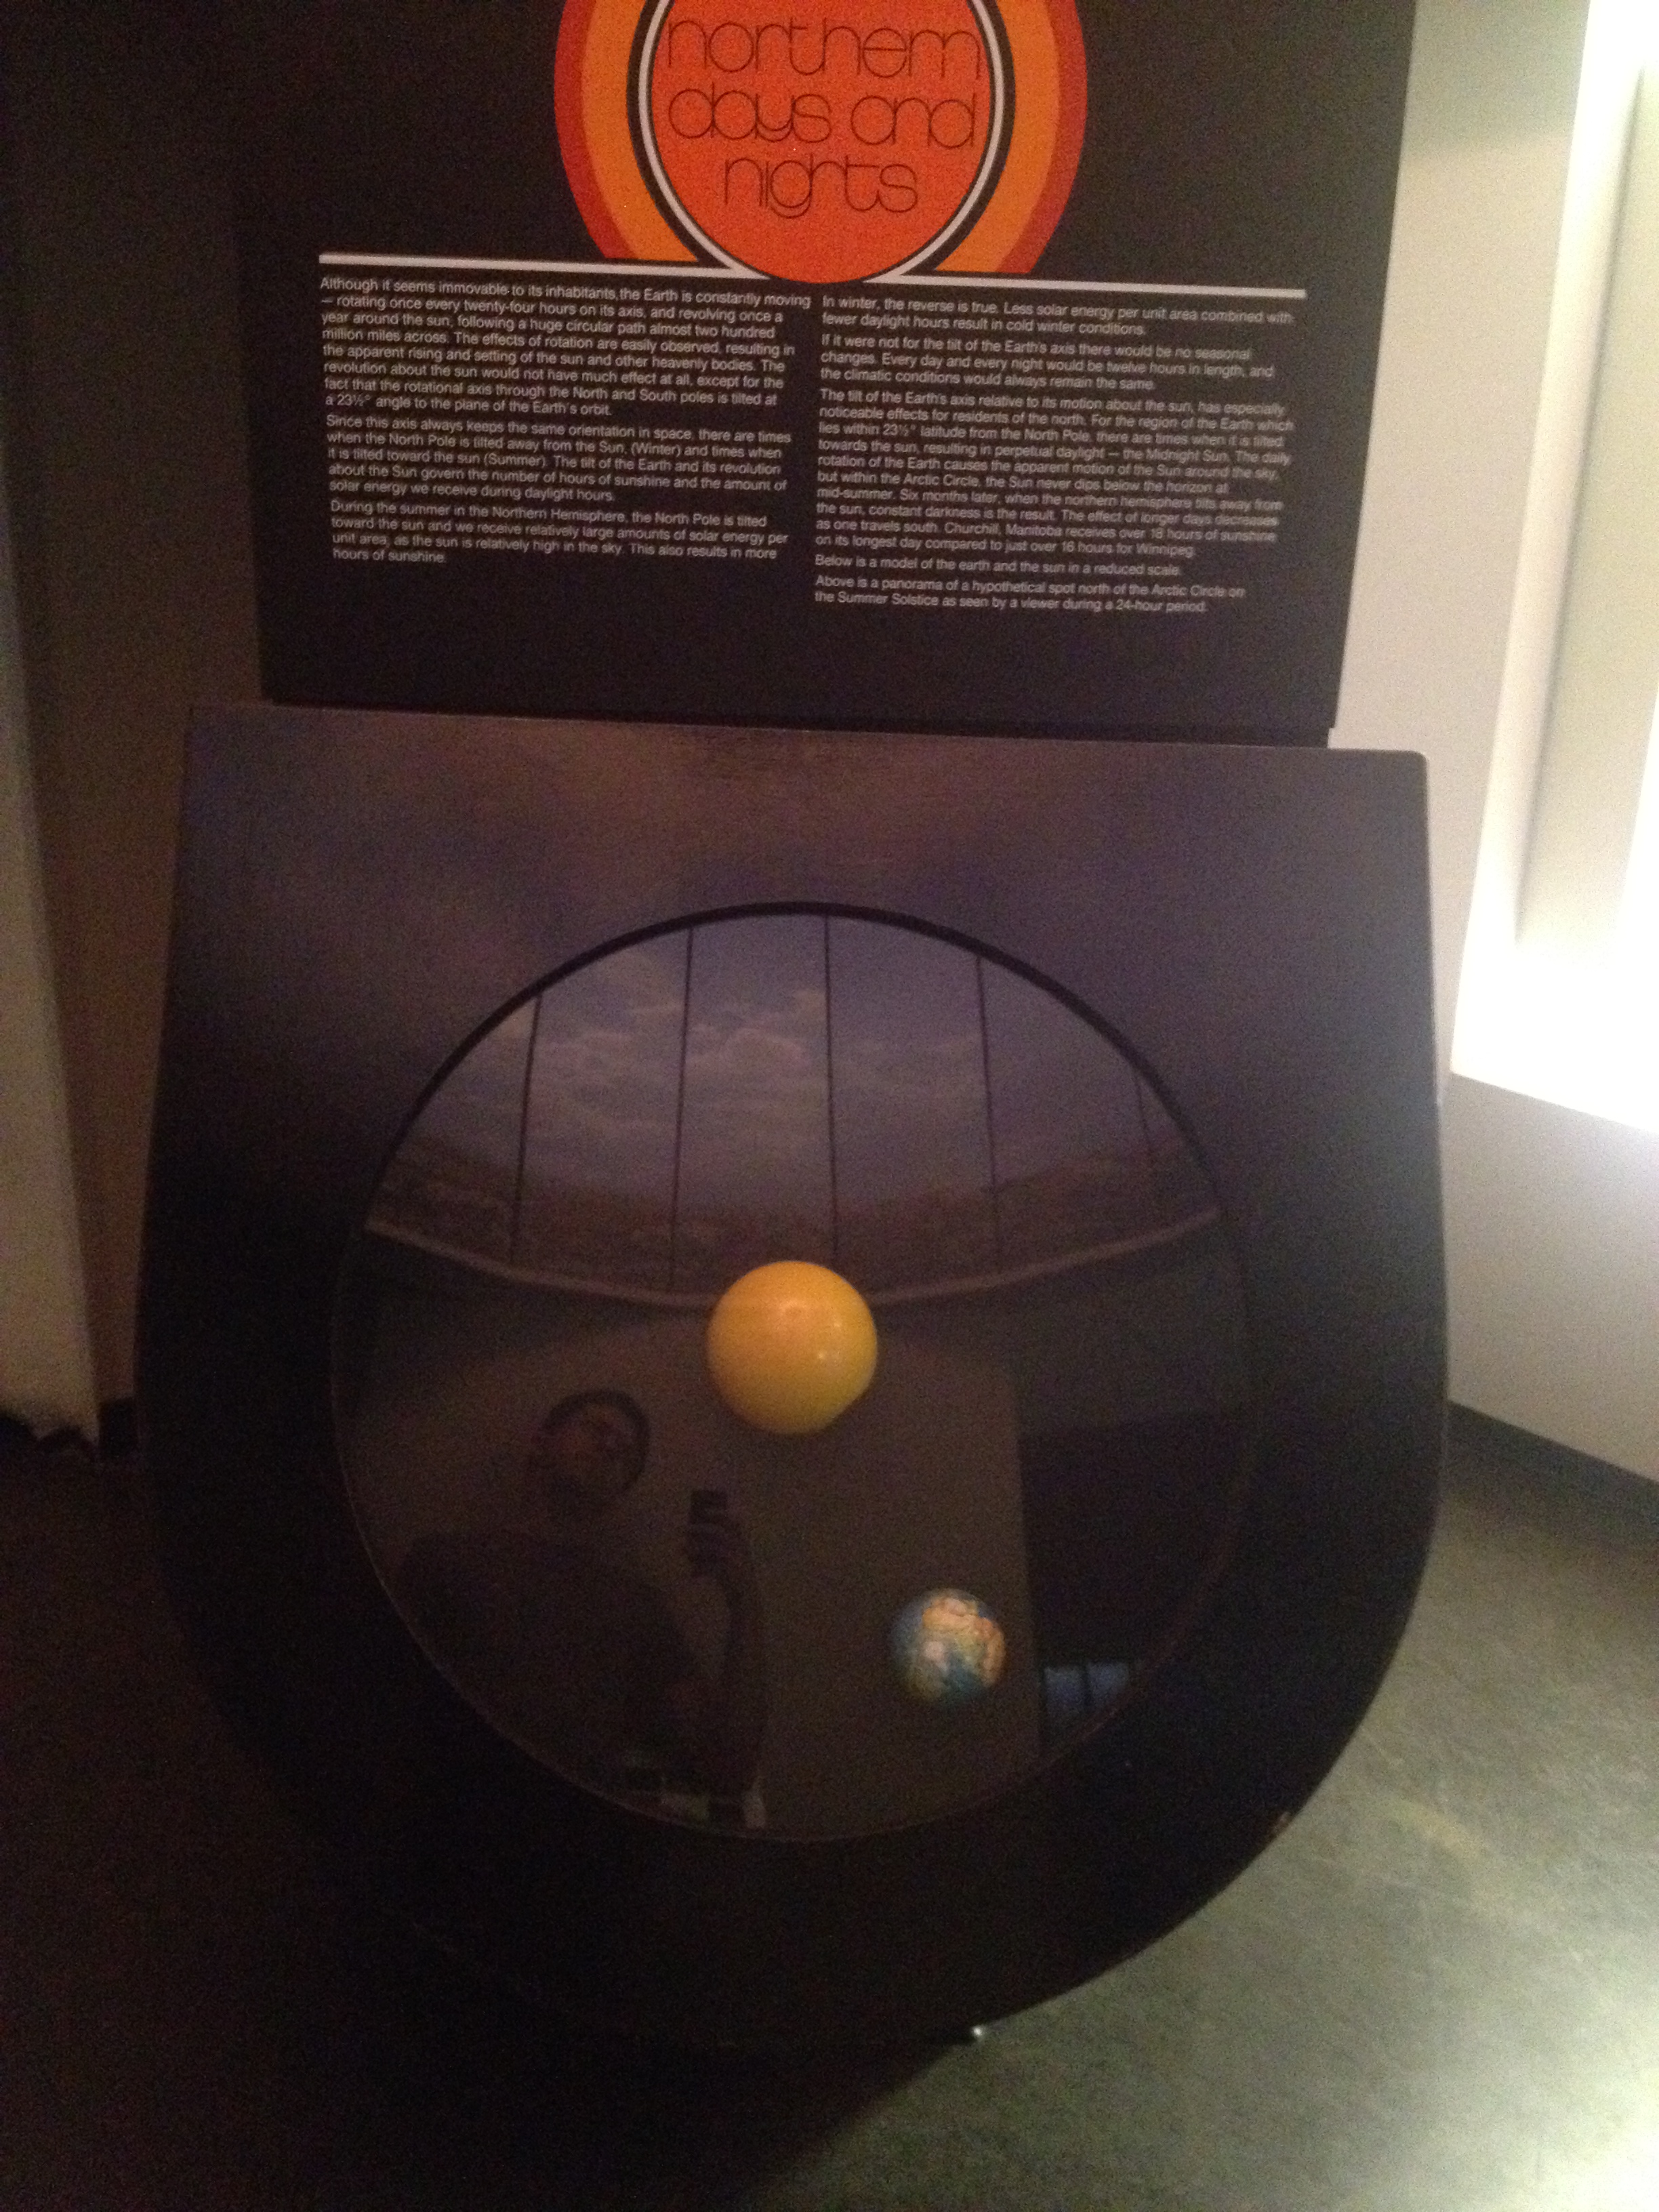 northern
days and
nights
Although it seems immovable to its inhabitants, the Earth is constantly moving
— rotating once every twenty-four hours on its axis, and revolving once a
year around the sun, following a huge circular path almost two hundred
million miles across. The effects of rotation are easily observed, resulting in
the apparent rising and setting of the sun and other heavenly bodies. The
revolution about the sun would not have much effect at all, except for the
fact that the rotational axis through the North and South poles is tilted at
a 23½° angle to the plane of the Earth's orbit.
Since this axis always keeps the same orientation in space, there are times
when the North Pole is tilted away from the Sun, (Winter) and times when
it is tilted toward the sun (Summer). The tilt of the Earth and its revolution
about the Sun govern the number of hours of sunshine and the amount of
solar energy we receive during daylight hours.
During the summer in the Northern Hemisphere, the North Pole is tilted
toward the sun and we receive relatively large amounts of solar energy per
unit area, as the sun is relatively high in the sky. This also results in more
hours of sunshine.
In winter, the reverse is true. Less solar energy per unit area combined with
fewer daylight hours result in cold winter conditions.
If it were not for the tilt of the Earth's axis there would be no seasonal
changes. Every day and every night would be twelve hours in length, and
the climatic conditions would always remain the same.
The tilt of the Earth's axis relative to its motion about the sun, has especially
noticeable effects for residents of the north. For the region of the Earth which
lies within 23½° latitude from the North Pole, there are times when it is tilted
towards the sun, resulting in perpetual daylight — the Midnight Sun. The daily
rotation of the Earth causes the apparent motion of the Sun around the sky,
but within the Arctic Circle, the Sun never dips below the horizon at
mid-summer. Six months later, when the northern hemisphere tilts away from
the sun, constant darkness is the result. The effect of longer days decreases
as one travels south. Churchill, Manitoba receives over 18 hours of sunshine
on its longest day compared to just over 16 hours for Winnipeg.
Below is a model of the earth and the sun in a reduced scale.
Above is a panorama of a hypothetical spot north of the Arctic Circle on
the Summer Solstice as seen by a viewer during a 24-hour period.